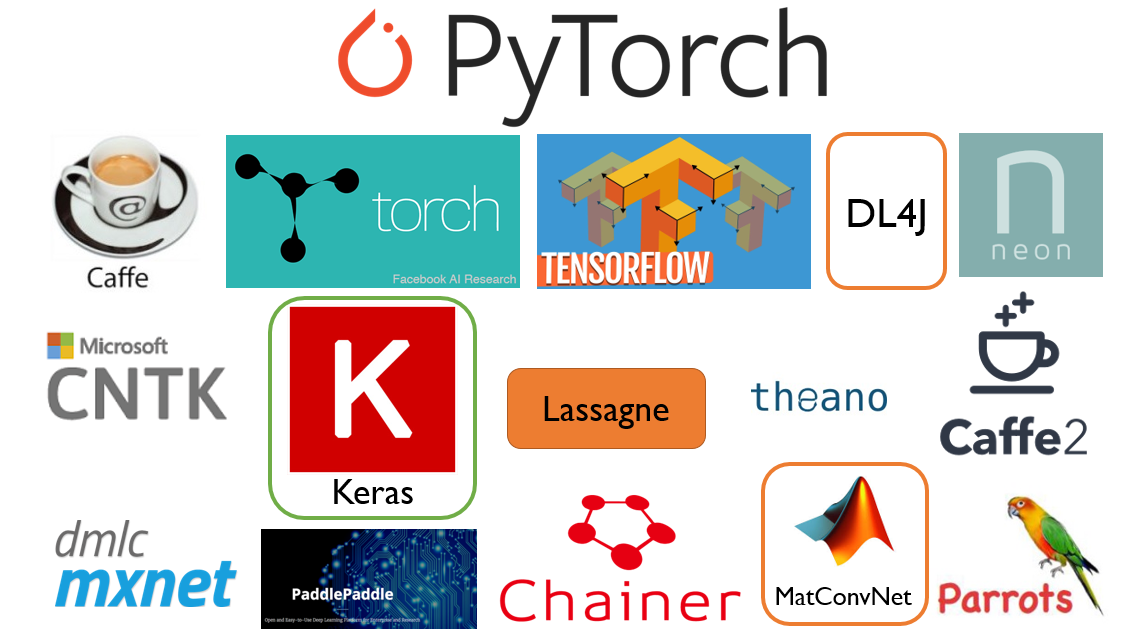 PyTorch
Caffe
@
torch
Facebook AI Research
TENSORFLOW
DL4J
n
neon
Microsoft
CNTK
K
Keras
Lassagne
theano
++
Caffe2
dmlc
mxnet
PaddlePaddle
Open and Easy-to-Use Deep Learning Platform for Enterprise and Research
Chainer
MatConvNet
Parrots